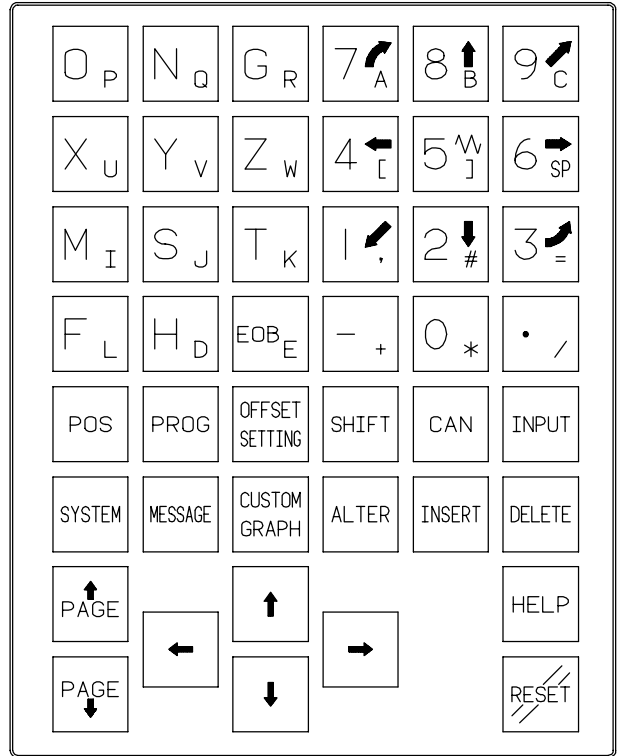 O P N Q G R 7 A 8 B 9 C
X U Y V Z W 4 [ 5 ] 6 SP
M I S J T K 1 , 2 # 3 =
F L H D EOB E - + 0 * . /
POS PROG OFFSET SETTING SHIFT CAN INPUT
SYSTEM MESSAGE CUSTOM GRAPH ALTER INSERT DELETE
PAGE HELP
PAGE RESET